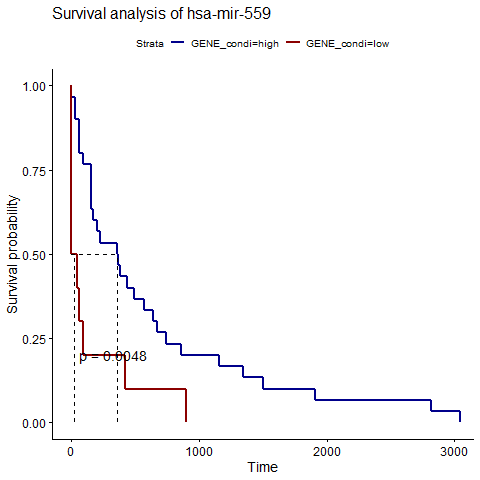 Survival analysis of hsa-mir-559
Strata GENE_condi=high GENE_condi=low
Survival probability
1.00
0.75
0.50
0.25
0.00
p = 0.0048
0 1000 2000 3000
Time